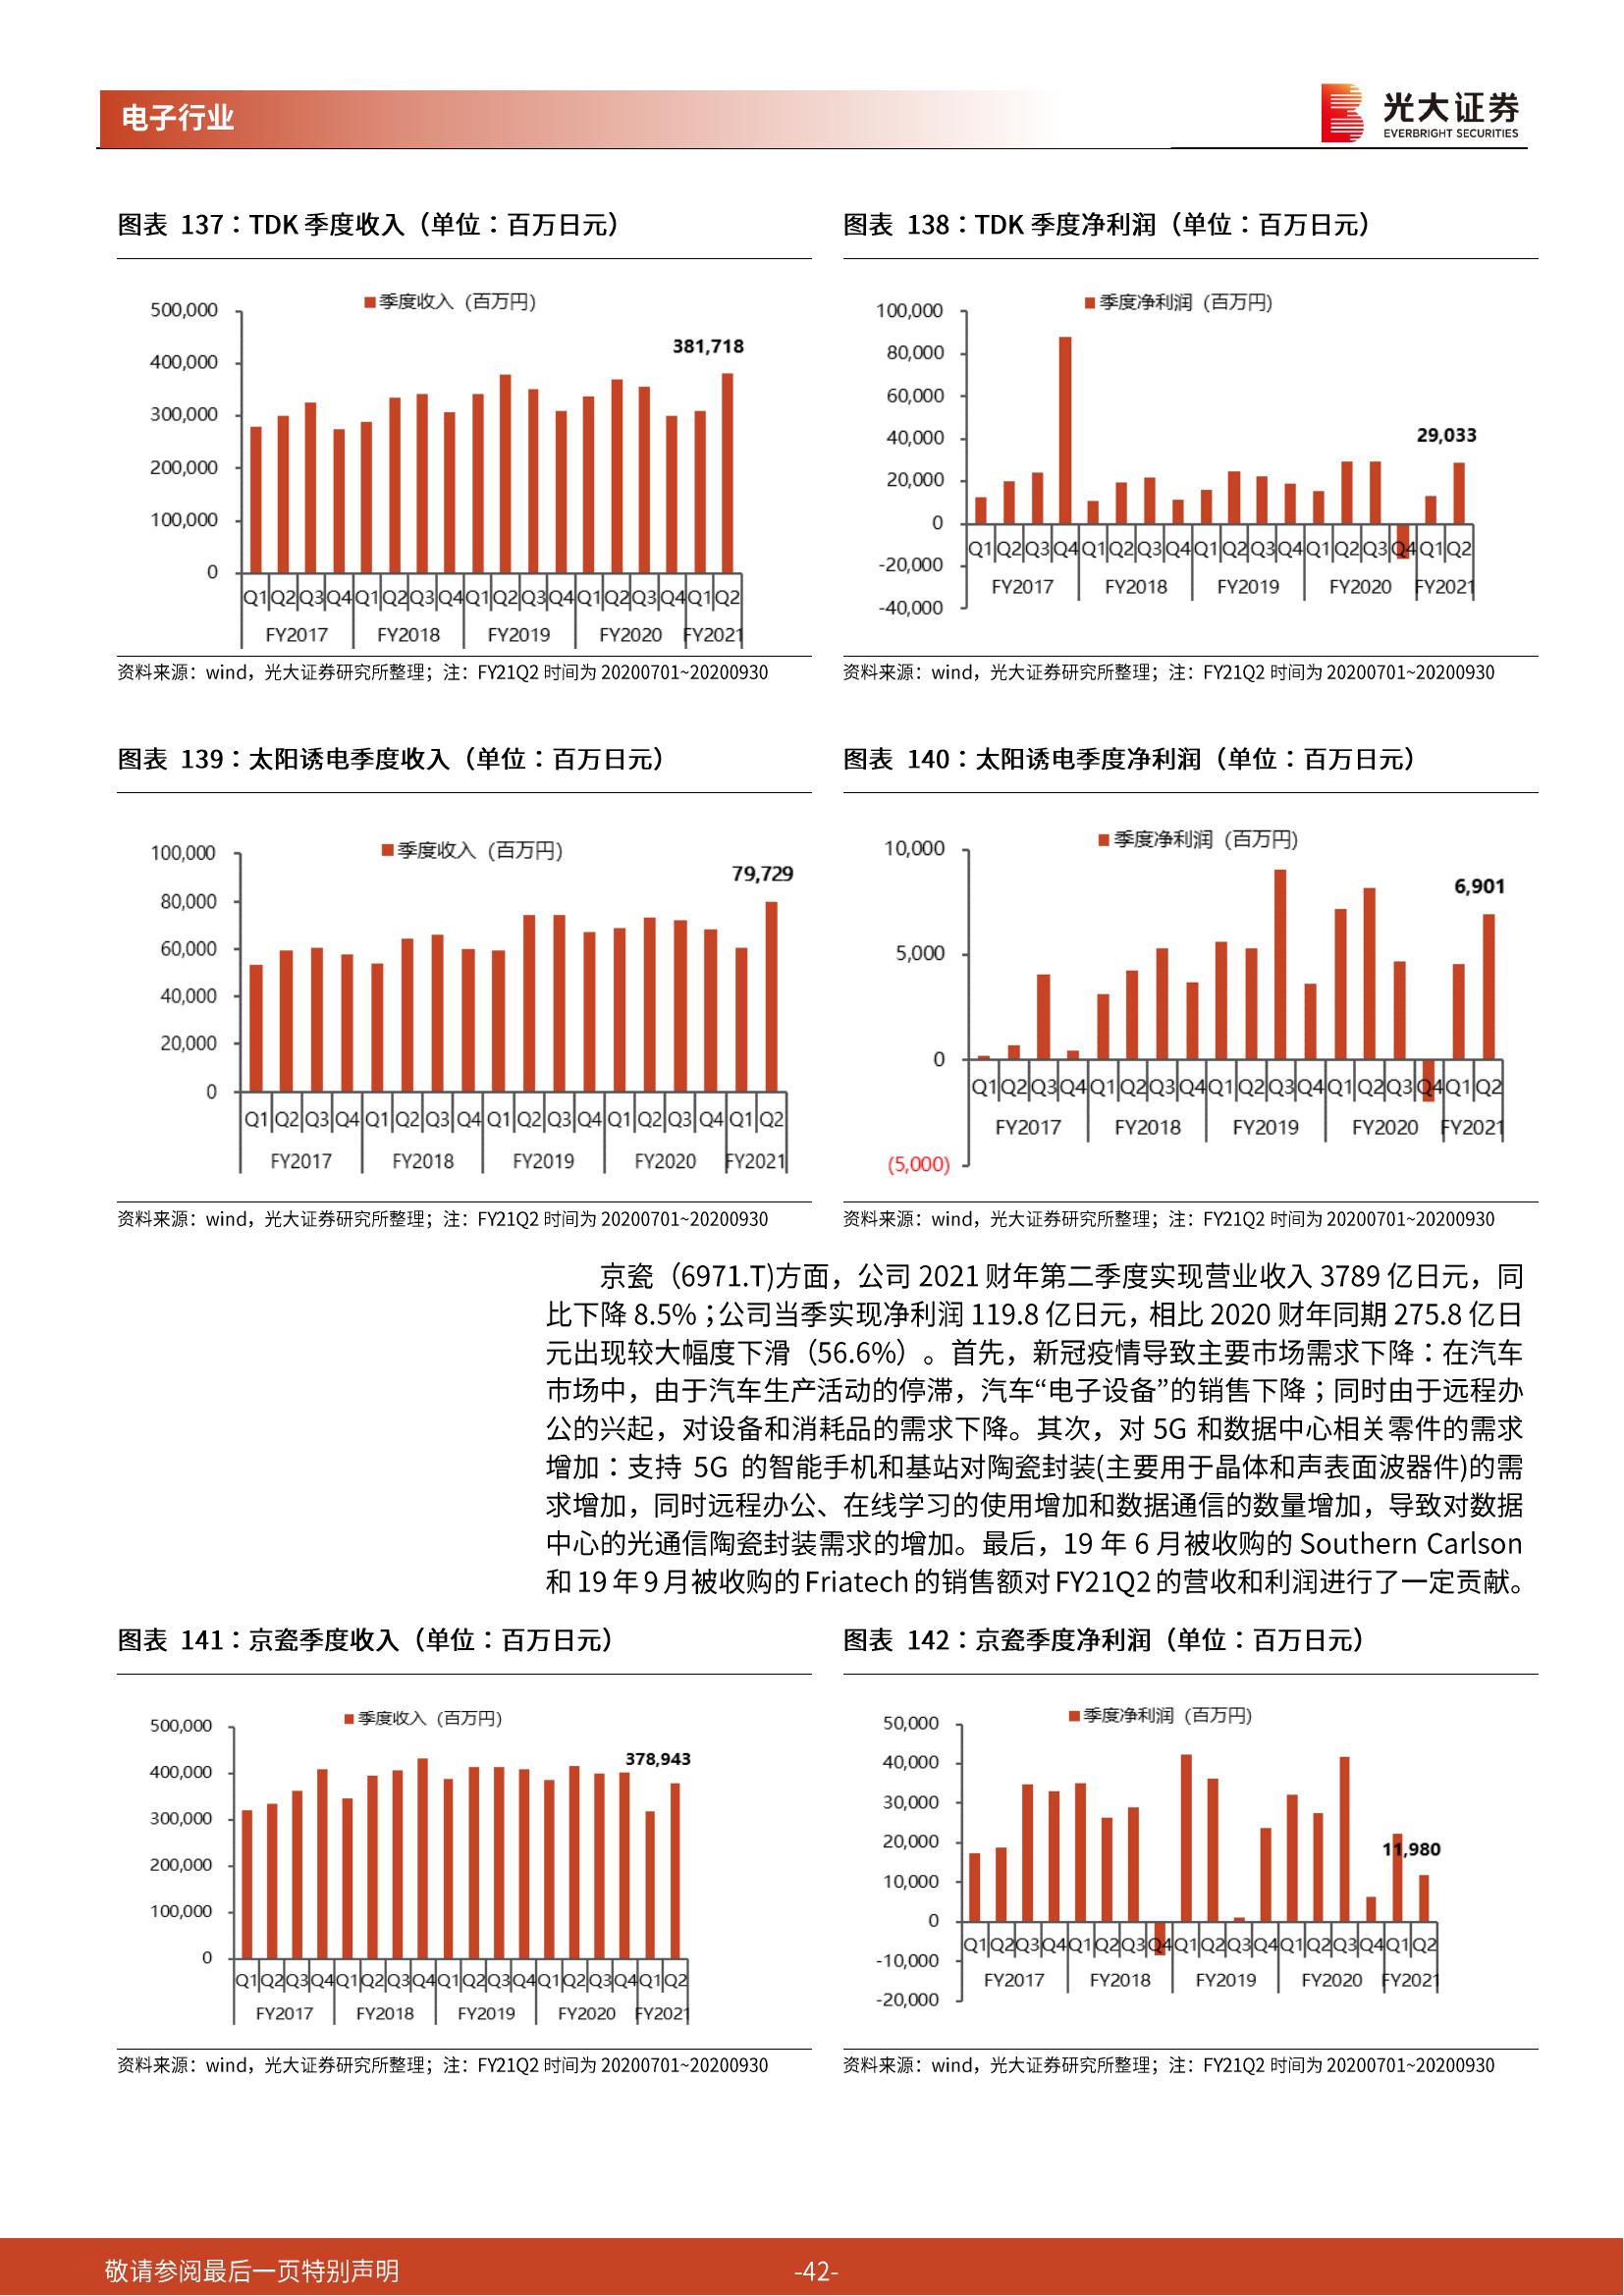 电子行业
光大证券
EVERBRIGHT SECURITIES
图表 137：TDK 季度收入（单位：百万日元）
季度收入（百万円）
500,000
400,000
300,000
200,000
100,000
0
381,718
Q1 Q2 Q3 Q4 Q1 Q2 Q3 Q4 Q1 Q2 Q3 Q4 Q1 Q2 Q3 Q4 Q1 Q2
FY2017 FY2018 FY2019 FY2020 FY2021
资料来源：wind，光大证券研究所整理；注：FY21Q2 时间为 20200701~20200930
图表 138：TDK 季度净利润（单位：百万日元）
季度净利润（百万円）
100,000
80,000
60,000
40,000
20,000
0
-20,000
-40,000
29,033
Q1 Q2 Q3 Q4 Q1 Q2 Q3 Q4 Q1 Q2 Q3 Q4 Q1 Q2 Q3 Q4 Q1 Q2
FY2017 FY2018 FY2019 FY2020 FY2021
资料来源：wind，光大证券研究所整理；注：FY21Q2 时间为 20200701~20200930
图表 139：太阳诱电季度收入（单位：百万日元）
季度收入（百万円）
100,000
80,000
60,000
40,000
20,000
0
79,729
Q1 Q2 Q3 Q4 Q1 Q2 Q3 Q4 Q1 Q2 Q3 Q4 Q1 Q2 Q3 Q4 Q1 Q2
FY2017 FY2018 FY2019 FY2020 FY2021
资料来源：wind，光大证券研究所整理；注：FY21Q2 时间为 20200701~20200930
图表 140：太阳诱电季度净利润（单位：百万日元）
季度净利润（百万円）
10,000
5,000
0
(5,000)
6,901
Q1 Q2 Q3 Q4 Q1 Q2 Q3 Q4 Q1 Q2 Q3 Q4 Q1 Q2 Q3 Q4 Q1 Q2
FY2017 FY2018 FY2019 FY2020 FY2021
资料来源：wind，光大证券研究所整理；注：FY21Q2 时间为 20200701~20200930
京瓷（6971.T)方面，公司 2021 财年第二季度实现营业收入 3789 亿日元，同
比下降 8.5%；公司当季实现净利润 119.8 亿日元，相比 2020 财年同期 275.8 亿日
元出现较大幅度下滑（56.6%）。首先，新冠疫情导致主要市场需求下降：在汽车
市场中，由于汽车生产活动的停滞，汽车“电子设备”的销售下降；同时由于远程办
公的兴起，对设备和消耗品的需求下降。其次，对 5G 和数据中心相关零件的需求
增加：支持 5G 的智能手机和基站对陶瓷封装(主要用于晶体和声表面波器件)的需
求增加，同时远程办公、在线学习的使用增加和数据通信的数量增加，导致对数据
中心的光通信陶瓷封装需求的增加。最后，19 年 6 月被收购的 Southern Carlson
和 19 年 9 月被收购的 Friatech 的销售额对 FY21Q2 的营收和利润进行了一定贡献。
图表 141：京瓷季度收入（单位：百万日元）
季度收入（百万円）
500,000
400,000
300,000
200,000
100,000
0
378,943
Q1 Q2 Q3 Q4 Q1 Q2 Q3 Q4 Q1 Q2 Q3 Q4 Q1 Q2 Q3 Q4 Q1 Q2
FY2017 FY2018 FY2019 FY2020 FY2021
资料来源：wind，光大证券研究所整理；注：FY21Q2 时间为 20200701~20200930
图表 142：京瓷季度净利润（单位：百万日元）
季度净利润（百万円）
50,000
40,000
30,000
20,000
10,000
0
-10,000
-20,000
11,980
Q1 Q2 Q3 Q4 Q1 Q2 Q3 Q4 Q1 Q2 Q3 Q4 Q1 Q2 Q3 Q4 Q1 Q2
FY2017 FY2018 FY2019 FY2020 FY2021
资料来源：wind，光大证券研究所整理；注：FY21Q2 时间为 20200701~20200930
敬请参阅最后一页特别声明
-42-